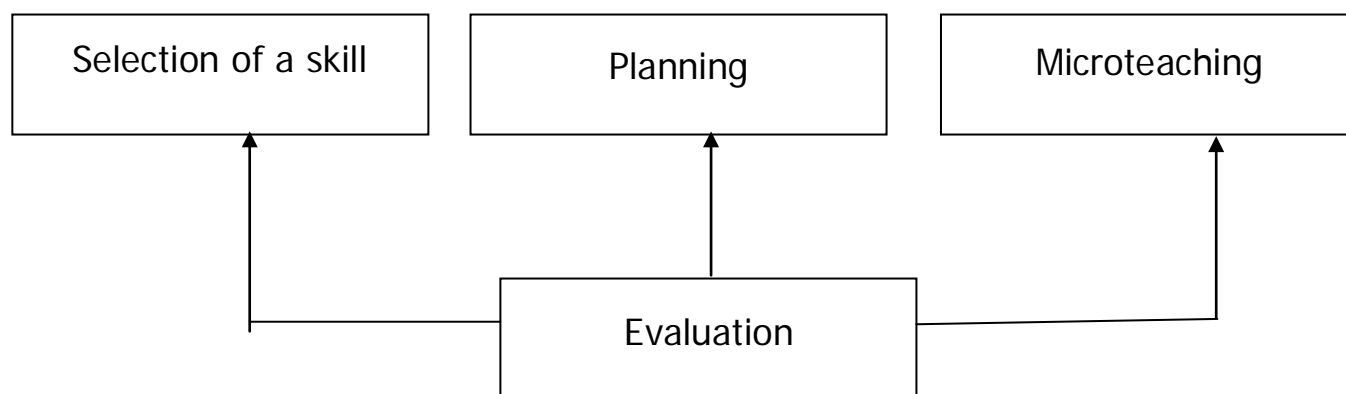 Selection of a skill
Planning
Microteaching
Evaluation